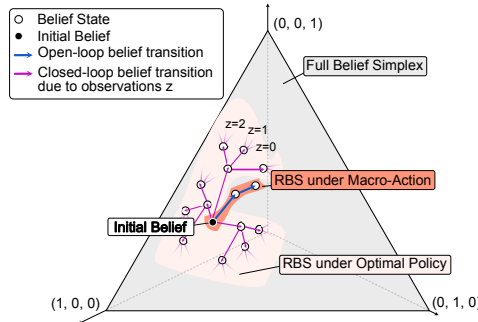 Belief State
Initial Belief
Open-loop belief transition
Closed-loop belief transition
due to observations z
(0, 0, 1)
Full Belief Simplex
z=2
z=1
z=0
RBS under Macro-Action
Initial Belief
RBS under Optimal Policy
(1, 0, 0)
(0, 1, 0)